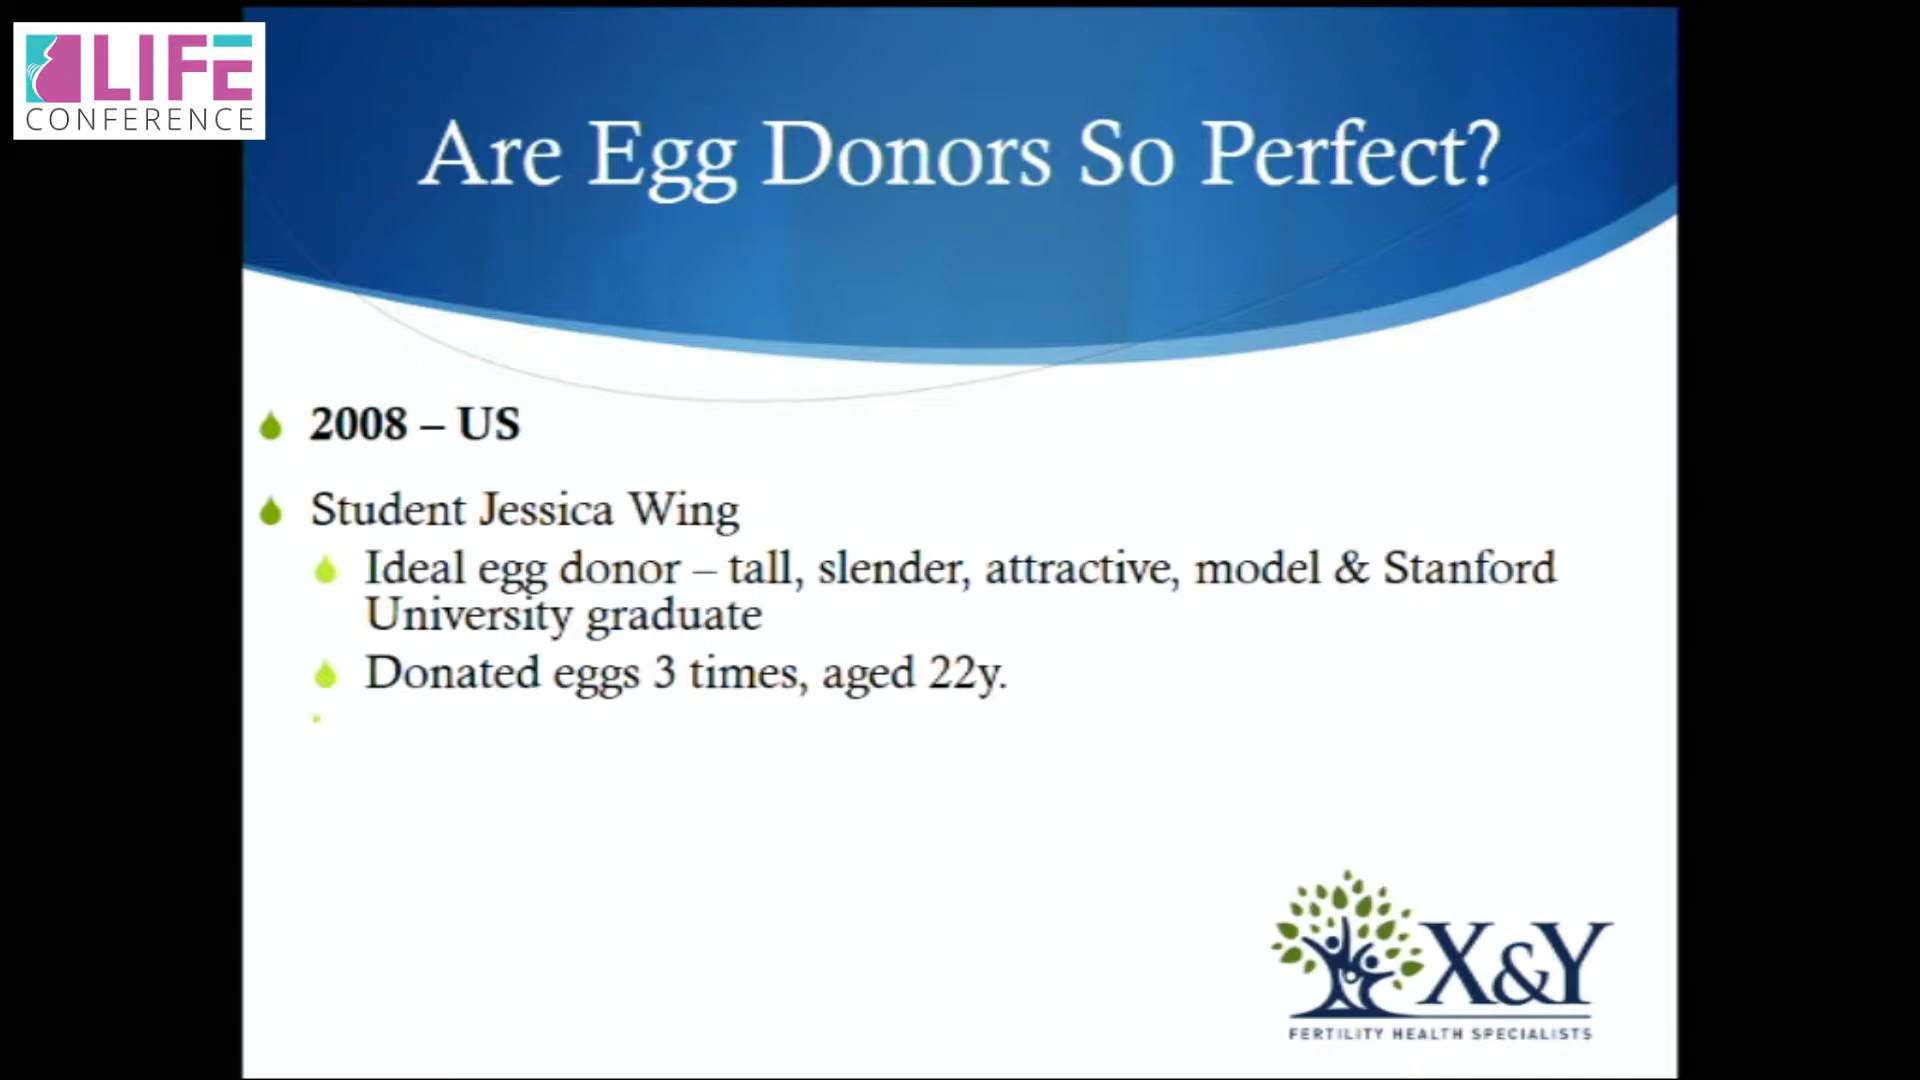 LIFE
CONFERENCE
Are Egg Donors So Perfect?
2008 – US
Student Jessica Wing
Ideal egg donor – tall, slender, attractive, model & Stanford
University graduate
Donated eggs 3 times, aged 22y.
X&Y
FERTILITY HEALTH SPECIALISTS